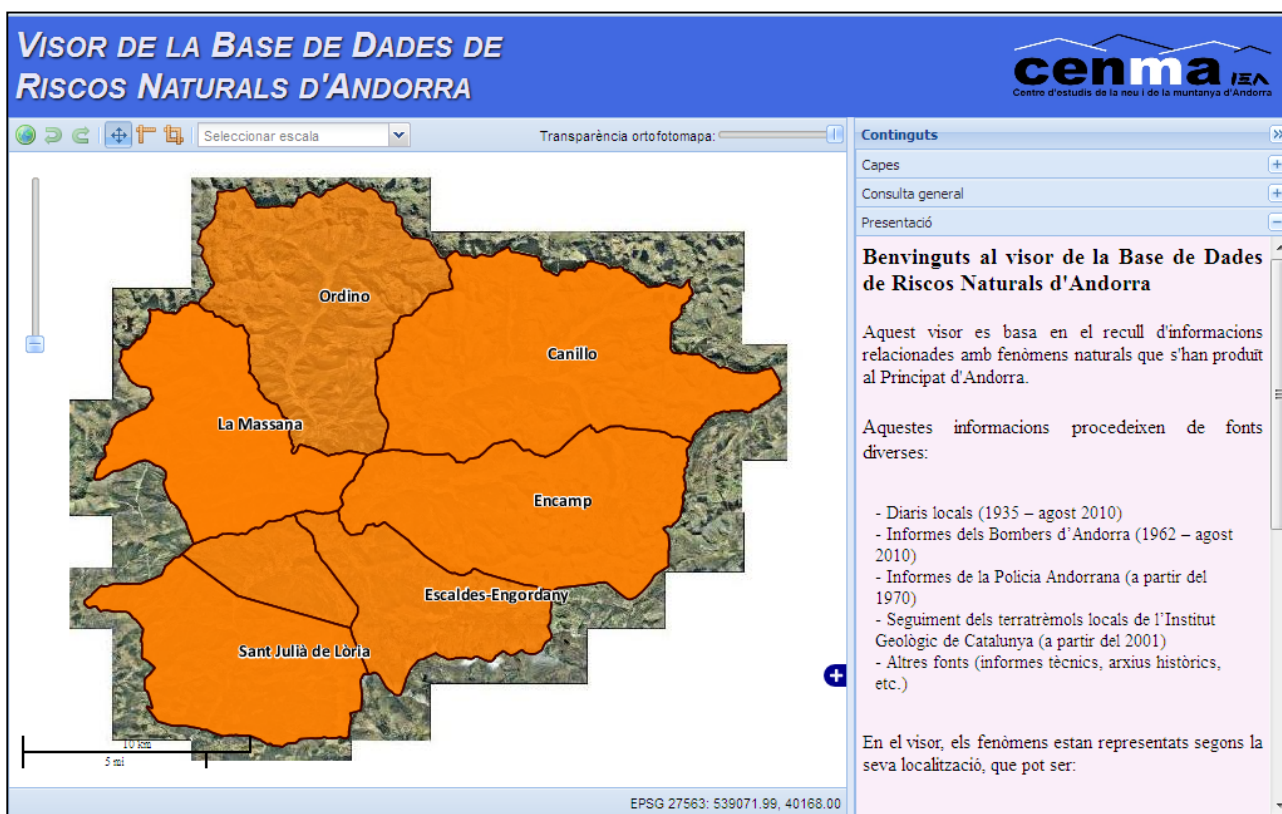 VISOR DE LA BASE DE DADES DE
RISCOS NATURALS D'ANDORRA
cenma IEA
Centre d'estudis de la neu i de la muntanya d'Andorra
Seleccionar escala
Transparència ortofotomapa:
Ordino
Canillo
La Massana
Encamp
Escaldes-Engordany
Sant Julià de Lòria
10 km
5 mi
EPSG 27563: 539071.99, 40168.00
Continguts
Capes
Consulta general
Presentació
Benvinguts al visor de la Base de Dades
de Riscos Naturals d'Andorra
Aquest visor es basa en el recull d'informacions
relacionades amb fenòmens naturals que s'han produït
al Principat d'Andorra.
Aquestes informacions procedeixen de fonts
diverses:
- Diaris locals (1935 – agost 2010)
- Informes dels Bombers d’Andorra (1962 – agost
2010)
- Informes de la Policia Andorrana (a partir del
1970)
- Seguiment dels terratrèmols locals de l’Institut
Geològic de Catalunya (a partir del 2001)
- Altres fonts (informes tècnics, arxius històrics,
etc.)
En el visor, els fenòmens estan representats segons la
seva localització, que pot ser: